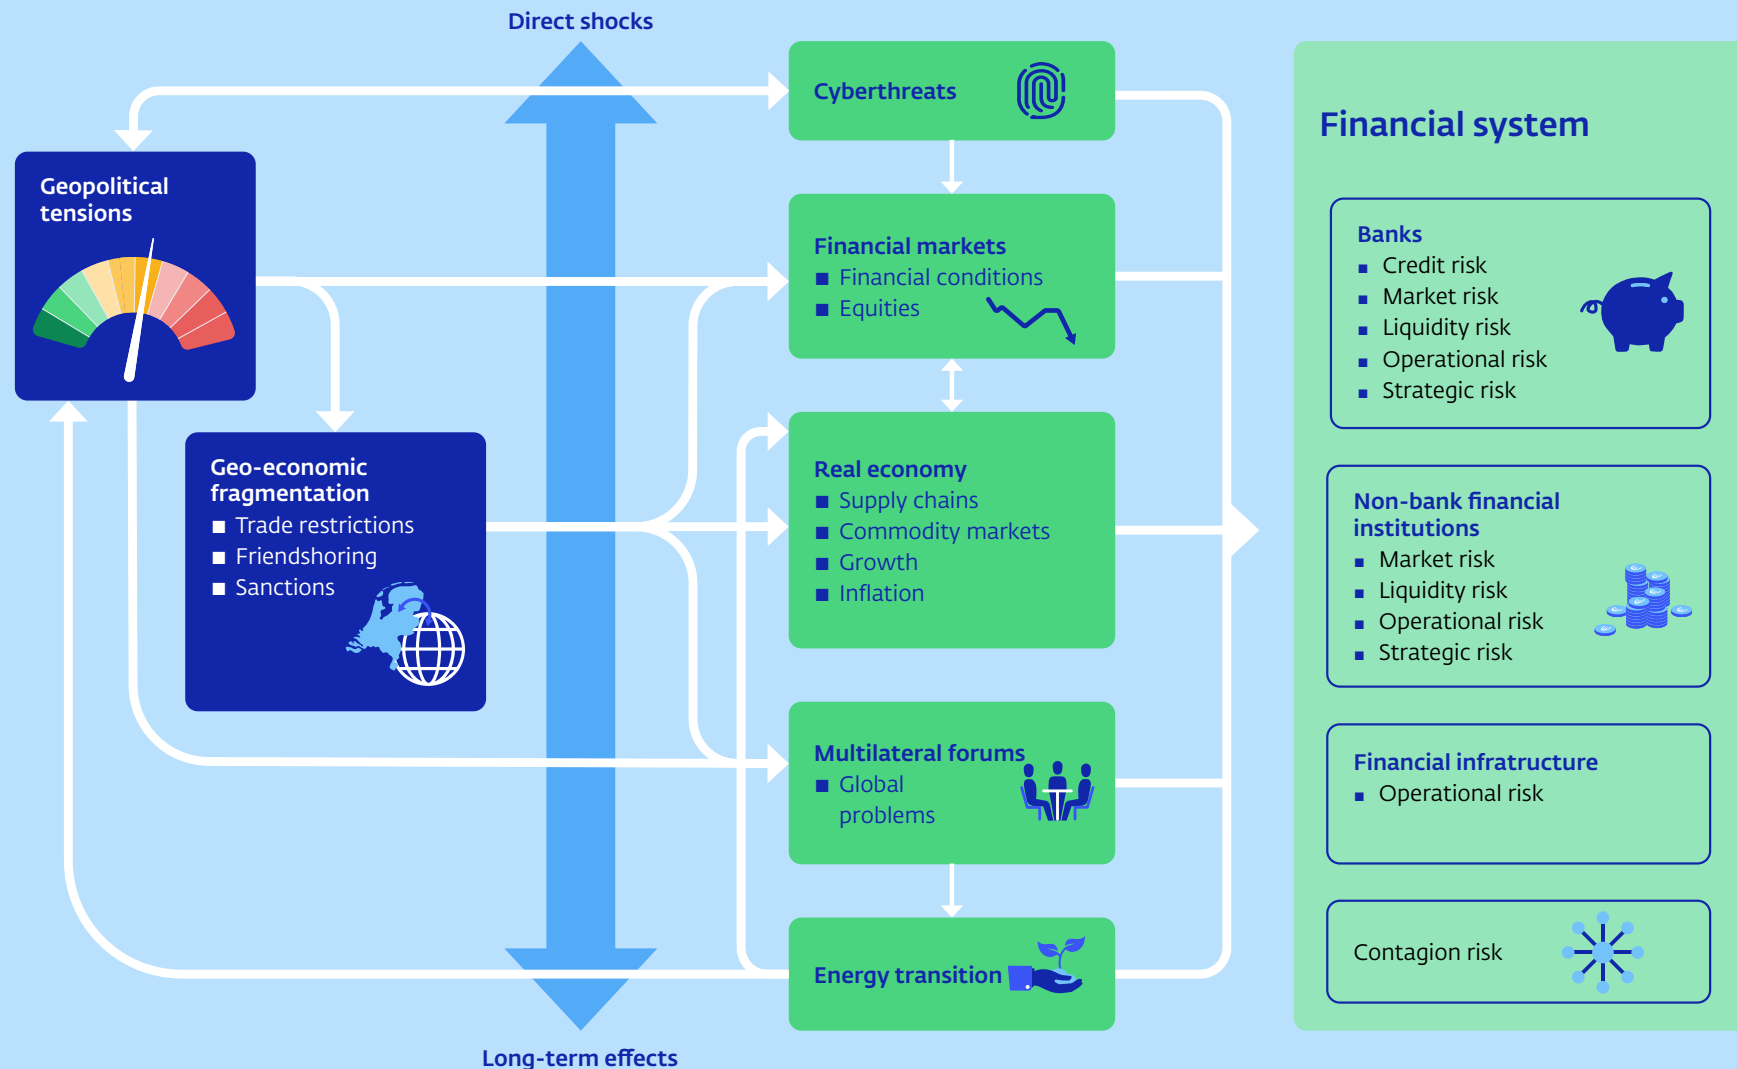 Direct shocks
Geopolitical
tensions
Geo-economic
fragmentation
Trade restrictions
Friendshoring
Sanctions
Long-term effects
Cyberthreats
Financial markets
Financial conditions
Equities
Real economy
Supply chains
Commodity markets
Growth
Inflation
Multilateral forums
Global
problems
Energy transition
Financial system
Banks
Credit risk
Market risk
Liquidity risk
Operational risk
Strategic risk
Non-bank financial
institutions
Market risk
Liquidity risk
Operational risk
Strategic risk
Financial infratructure
Operational risk
Contagion risk